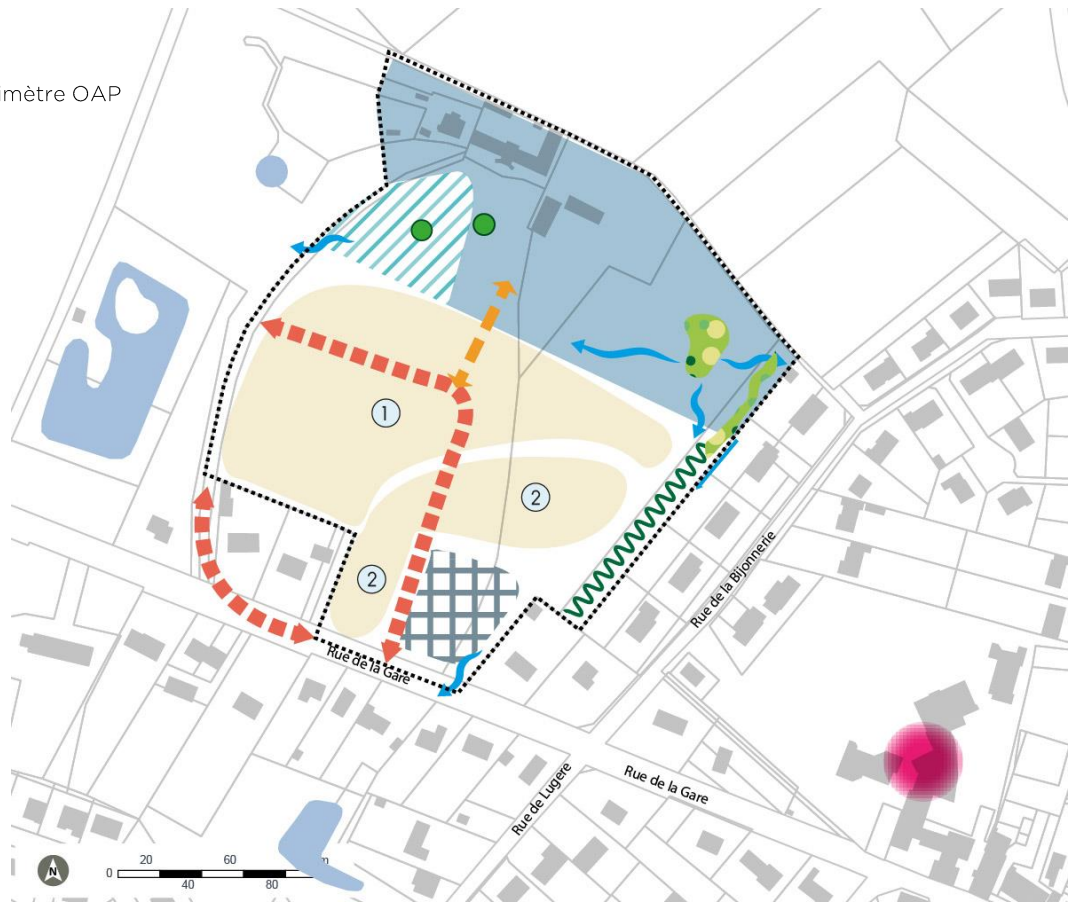 imètre OAP
1
2
2
Rue de la Bijonnerie
Rue de la Gare
Rue de la Gare
Rue de Lugère
N
0 20 40 60 80 m